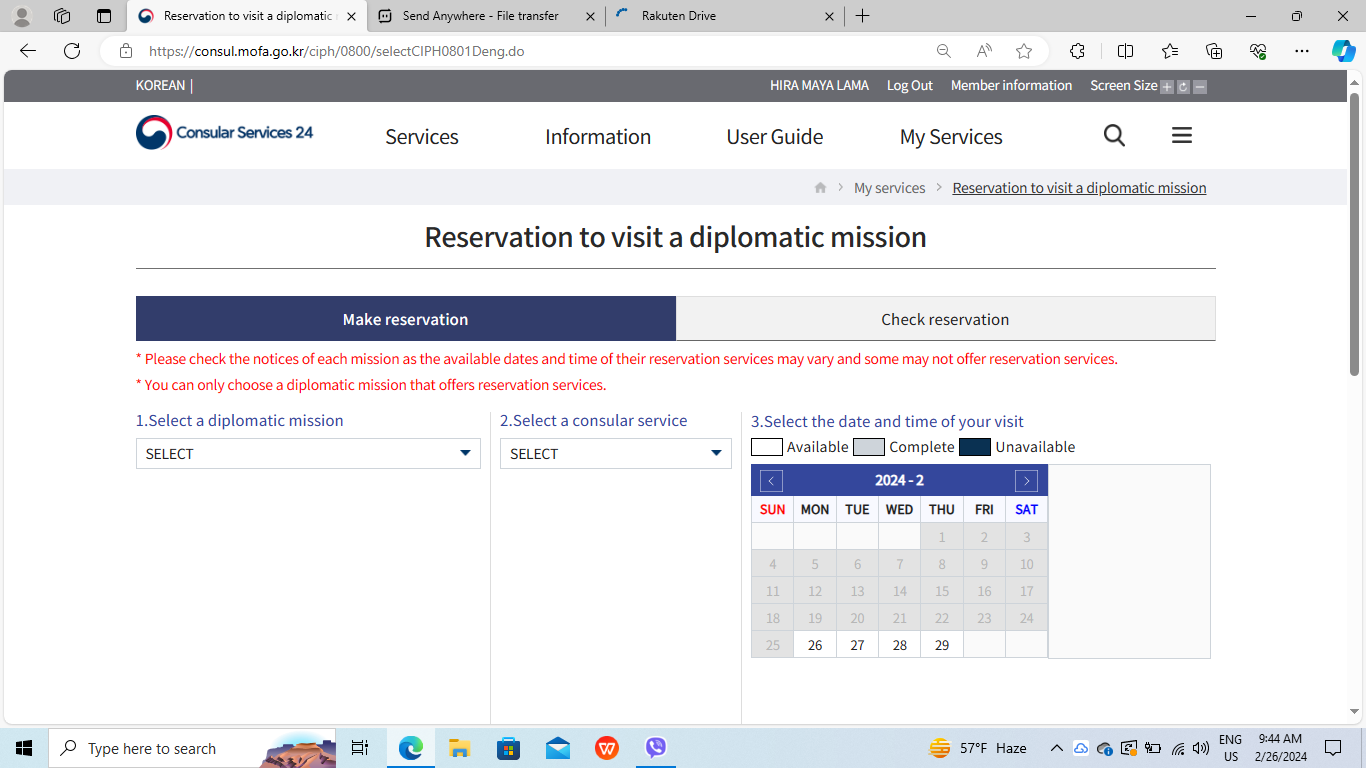 Reservation to visit a diplomatic
Send Anywhere - File transfer
Rakuten Drive
https://consul.mofa.go.kr/ciph/0800/selectCIPH0801Deng.do
KOREAN |
HIRA MAYA LAMA Log Out Member information Screen Size
Consular Services 24
Services Information User Guide My Services
My services > Reservation to visit a diplomatic mission
Reservation to visit a diplomatic mission
Make reservation
Check reservation
* Please check the notices of each mission as the available dates and time of their reservation services may vary and some may not offer reservation services.
* You can only choose a diplomatic mission that offers reservation services.
1.Select a diplomatic mission
SELECT
2.Select a consular service
SELECT
3.Select the date and time of your visit
Available Complete Unavailable
2024 - 2
SUN MON TUE WED THU FRI SAT
1 2 3
4 5 6 7 8 9 10
11 12 13 14 15 16 17
18 19 20 21 22 23 24
25 26 27 28 29
Type here to search
57°F Haze
ENG
US
9:44 AM
2/26/2024